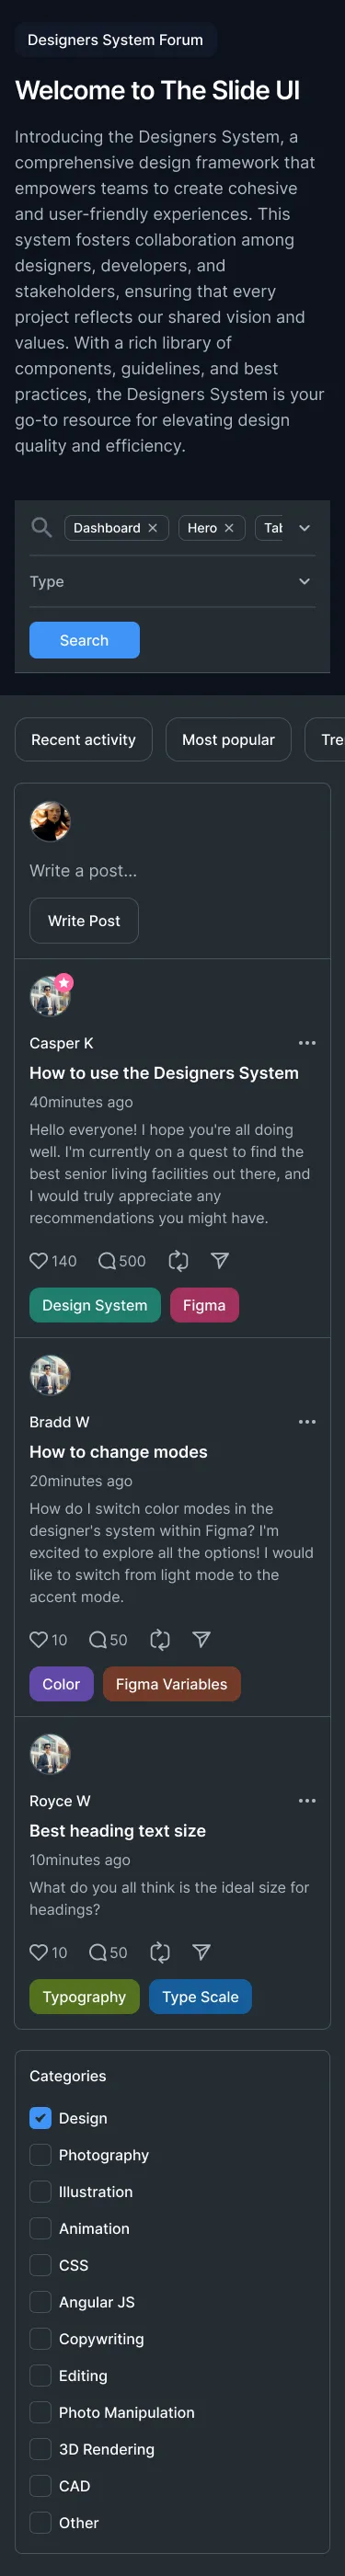 Designers System Forum
Welcome to The Slide UI
Introducing the Designers System, a
comprehensive design framework that
empowers teams to create cohesive
and user-friendly experiences. This
system fosters collaboration among
designers, developers, and
stakeholders, ensuring that every
project reflects our shared vision and
values. With a rich library of
components, guidelines, and best
practices, the Designers System is your
go-to resource for elevating design
quality and efficiency.
Dashboard Hero Tab
Type
Search
Recent activity Most popular Tre
Write a post...
Write Post
Casper K
How to use the Designers System
40minutes ago
Hello everyone! I hope you're all doing
well. I'm currently on a quest to find the
best senior living facilities out there, and
I would truly appreciate any
recommendations you might have.
140 500
Design System Figma
Bradd W
How to change modes
20minutes ago
How do I switch color modes in the
designer's system within Figma? I'm
excited to explore all the options! I would
like to switch from light mode to the
accent mode.
10 50
Color Figma Variables
Royce W
Best heading text size
10minutes ago
What do you all think is the ideal size for
headings?
10 50
Typography Type Scale
Categories
Design
Photography
Illustration
Animation
CSS
Angular JS
Copywriting
Editing
Photo Manipulation
3D Rendering
CAD
Other